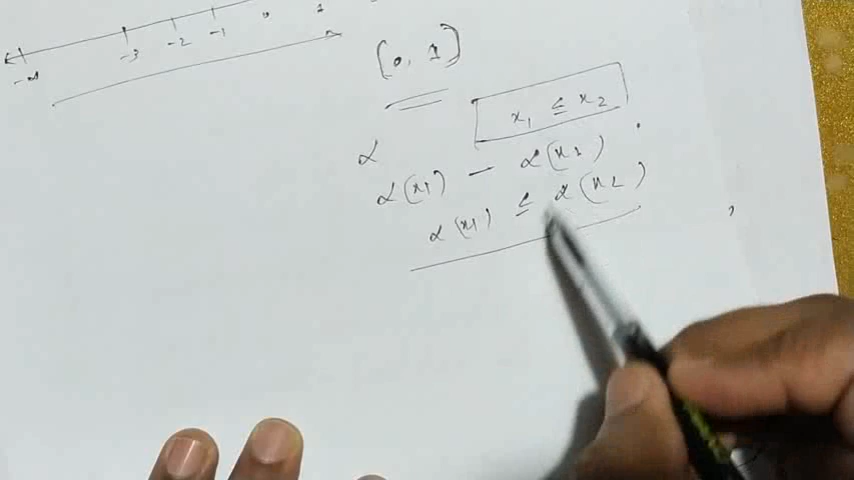 -∞ -3 -2 -1 0 1 ∞
[0, 1]
x₁ ≤ x₂
α
α(x₁) — α(x₂)
α(x₁) ≤ α(x₂)